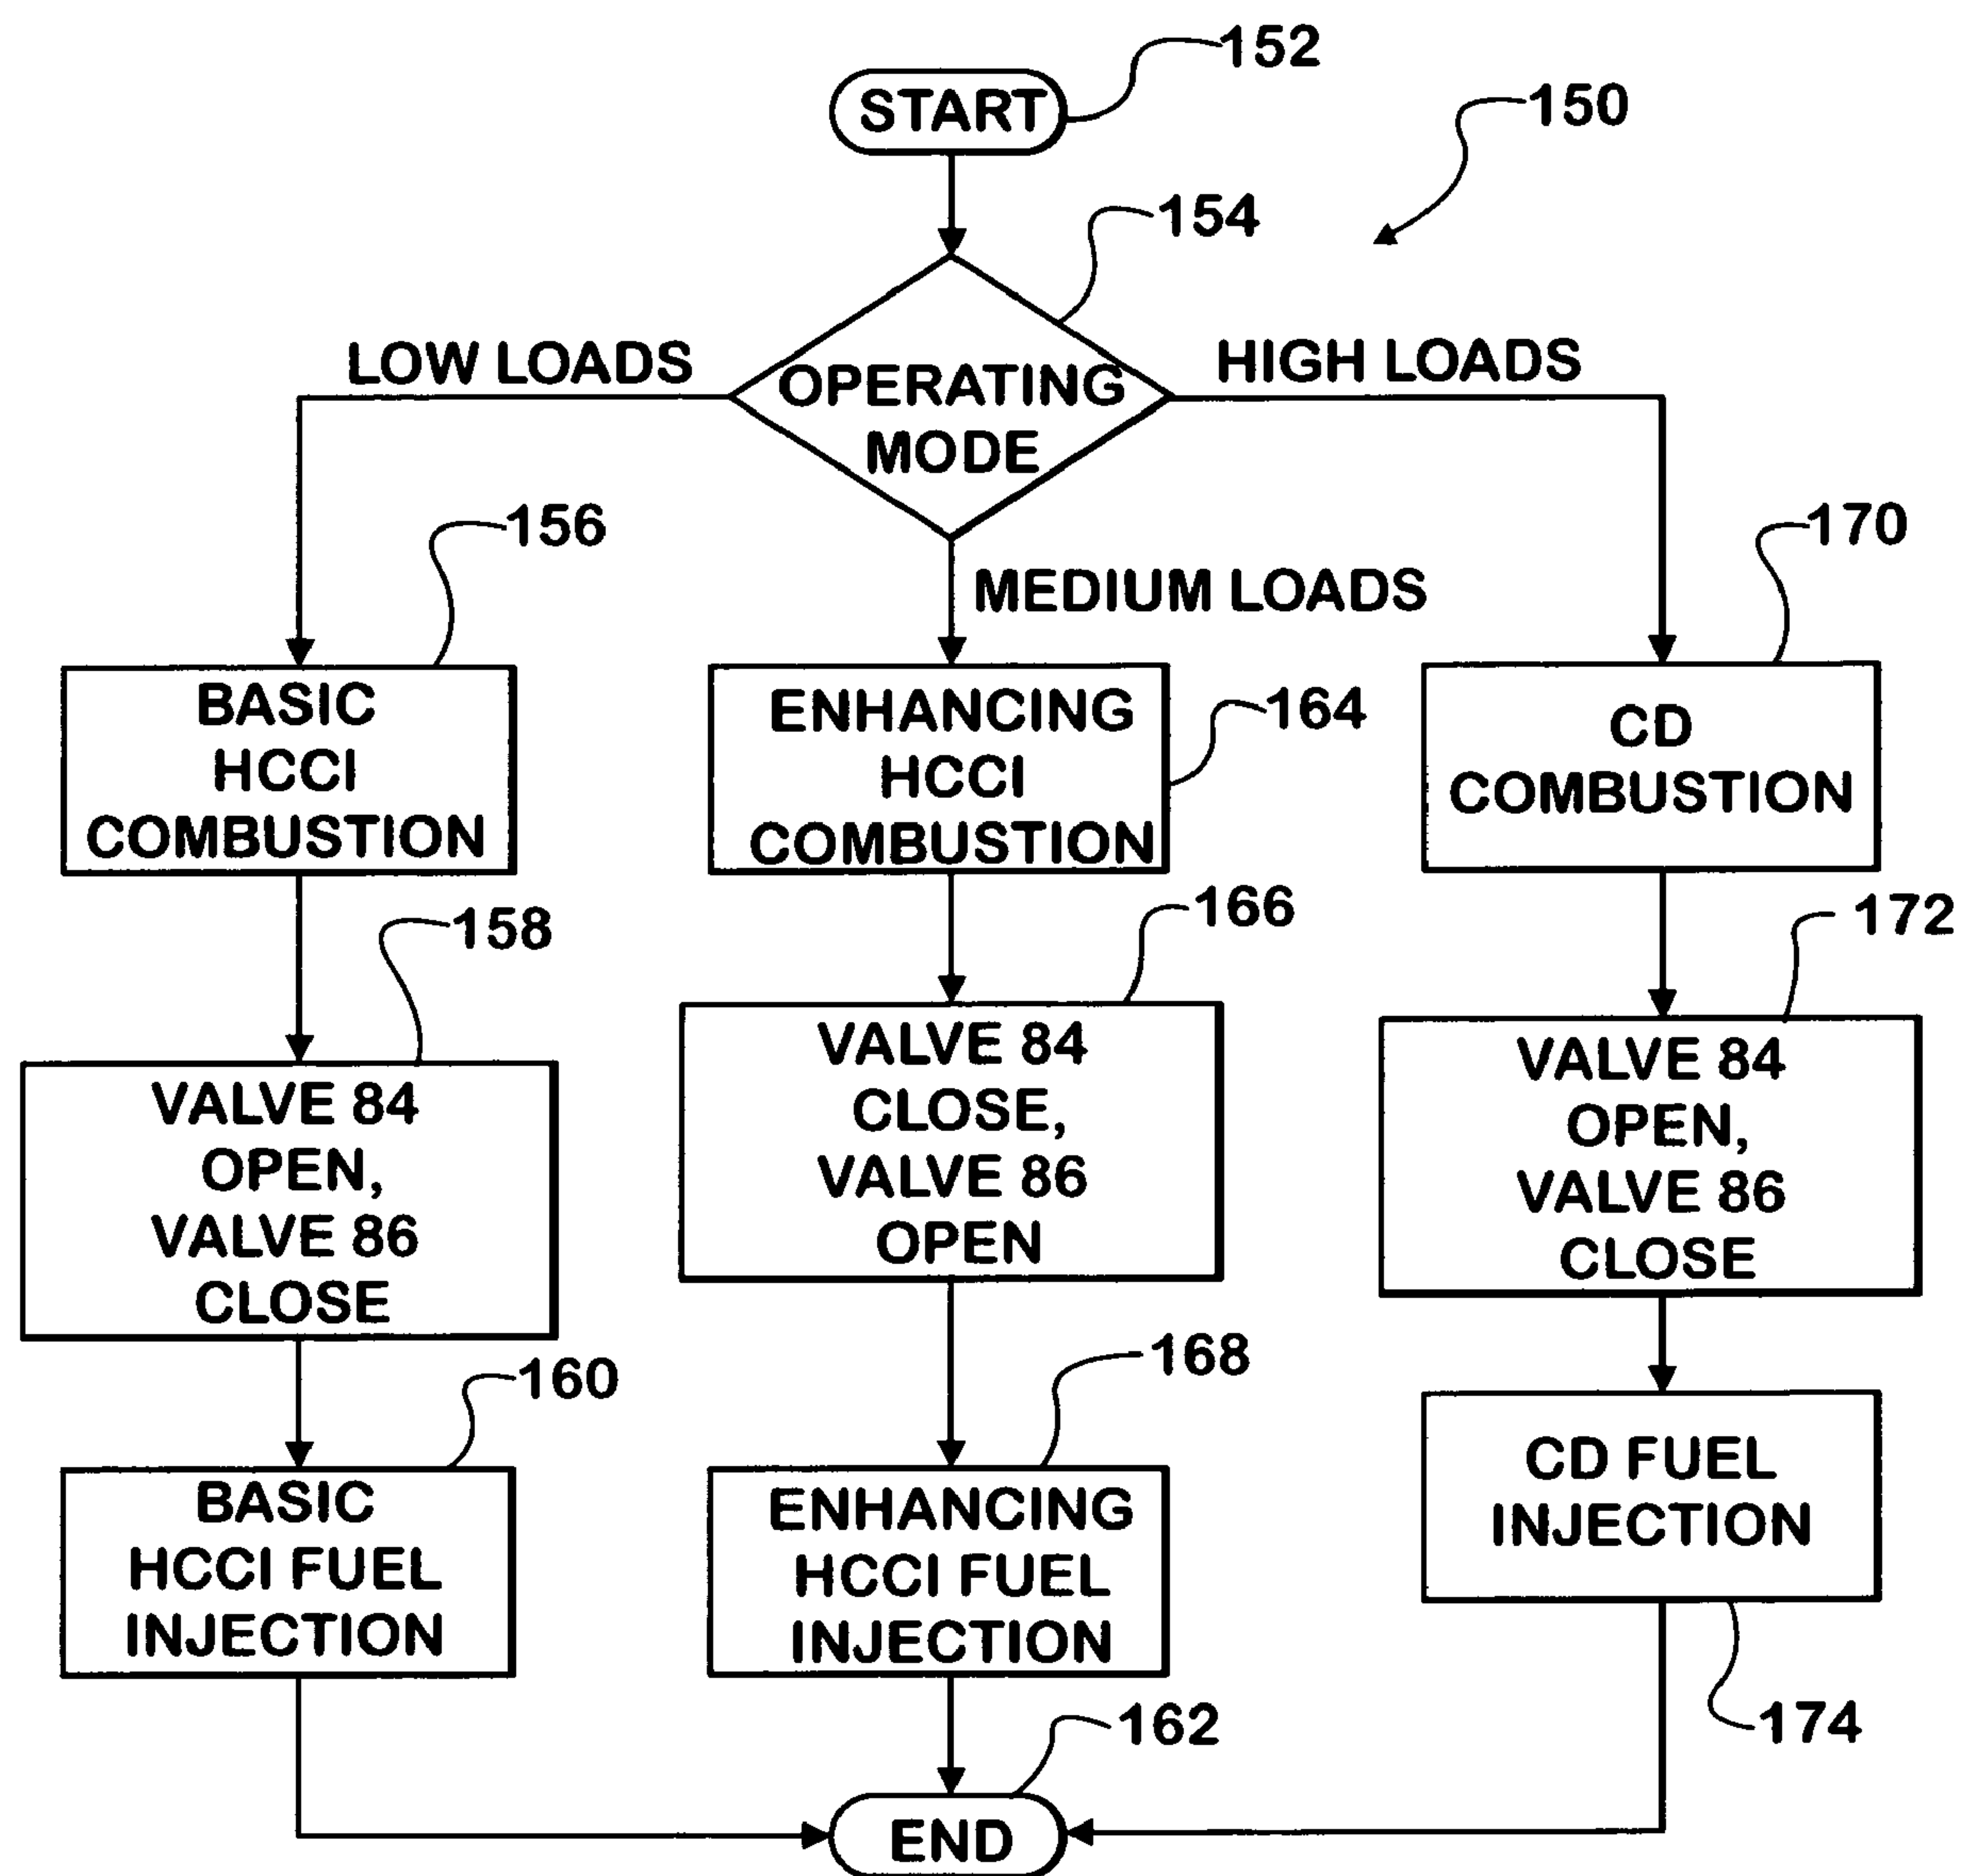 152
START
150
154
LOW LOADS
HIGH LOADS
OPERATING
MODE
156
170
MEDIUM LOADS
BASIC
HCCI
COMBUSTION
ENHANCING
HCCI
COMBUSTION
164
CD
COMBUSTION
158
166
172
VALVE 84
OPEN,
VALVE 86
CLOSE
VALVE 84
CLOSE,
VALVE 86
OPEN
VALVE 84
OPEN,
VALVE 86
CLOSE
160
168
BASIC
HCCI FUEL
INJECTION
ENHANCING
HCCI FUEL
INJECTION
CD FUEL
INJECTION
162
174
END